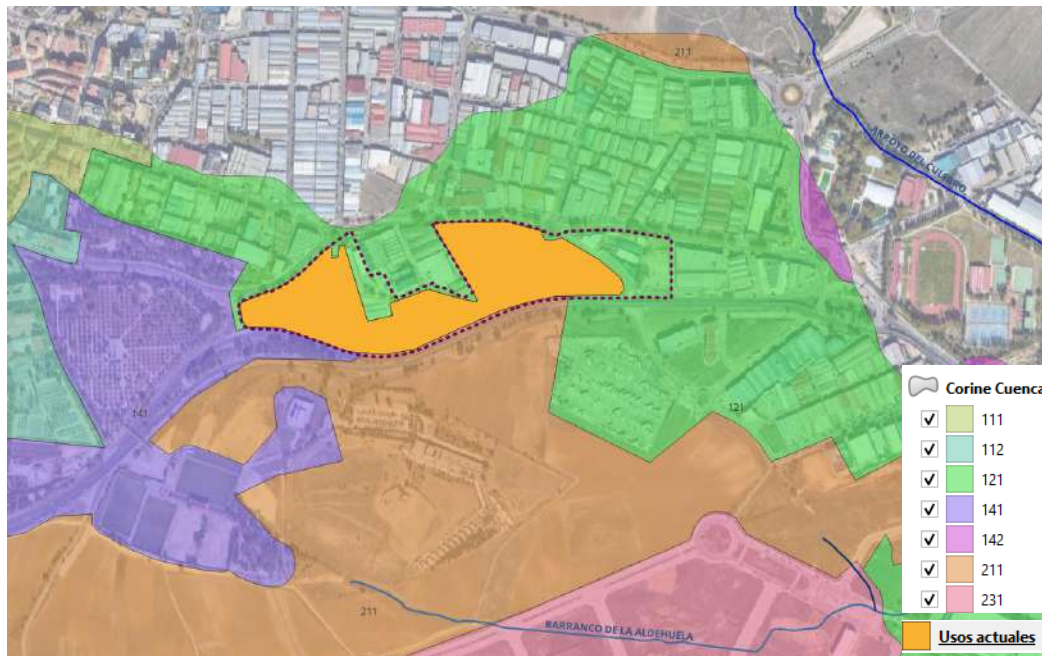 211
ARROYO DEL CULEBRO
141
121
211
BARRANCO DE LA ALDEHUELA
Corine Cuenca
111
112
121
141
142
211
231
Usos actuales